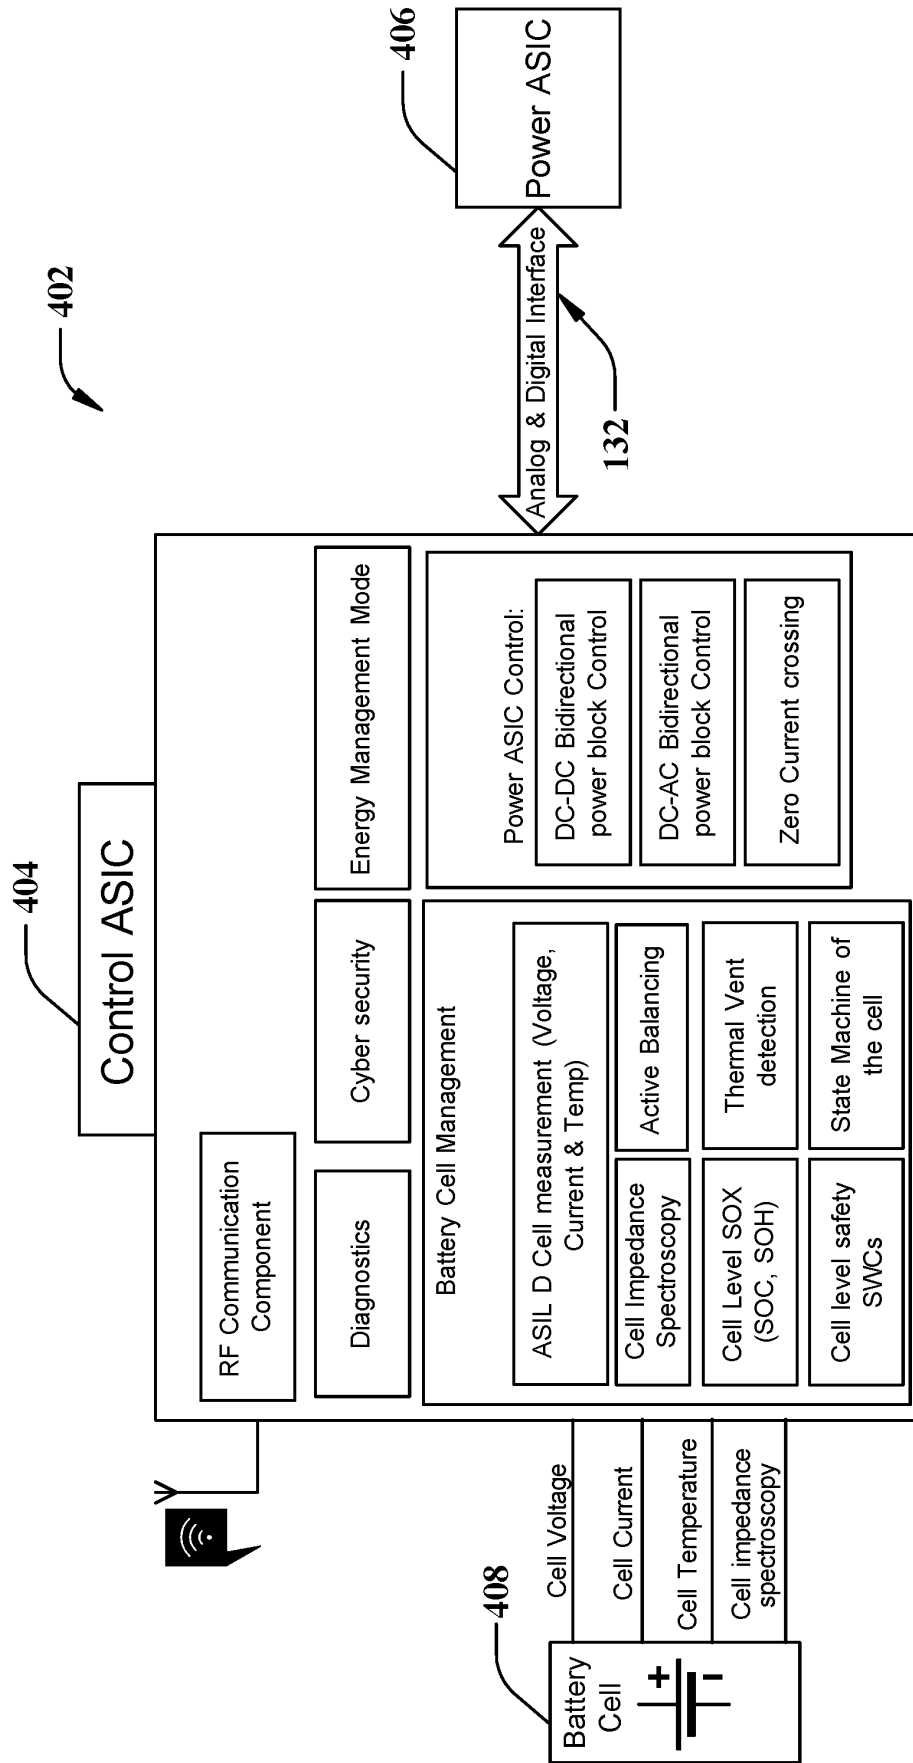 402
404
Control ASIC
RF Communication
Component
Diagnostics
Cyber security
Energy Management Mode
Battery Cell Management
ASIL D Cell measurement (Voltage,
Current & Temp)
Cell Impedance
Spectroscopy
Active Balancing
Cell Level SOX
(SOC, SOH)
Thermal Vent
detection
Cell level safety
SWCs
State Machine of
the cell
Power ASIC Control:
DC-DC Bidirectional
power block Control
DC-AC Bidirectional
power block Control
Zero Current crossing
408
Battery
Cell
+
−
Cell Voltage
Cell Current
Cell Temperature
Cell impedance
spectroscopy
Analog & Digital Interface
132
406
Power ASIC